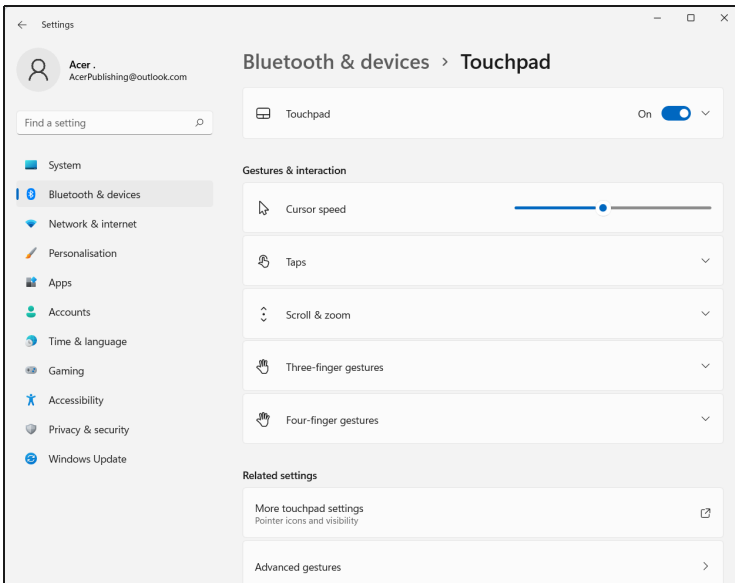 Settings
Acer .
AcerPublishing@outlook.com
Find a setting
System
Bluetooth & devices
Network & internet
Personalisation
Apps
Accounts
Time & language
Gaming
Accessibility
Privacy & security
Windows Update
Bluetooth & devices > Touchpad
Touchpad
On
Gestures & interaction
Cursor speed
Taps
Scroll & zoom
Three-finger gestures
Four-finger gestures
Related settings
More touchpad settings
Pointer icons and visibility
Advanced gestures